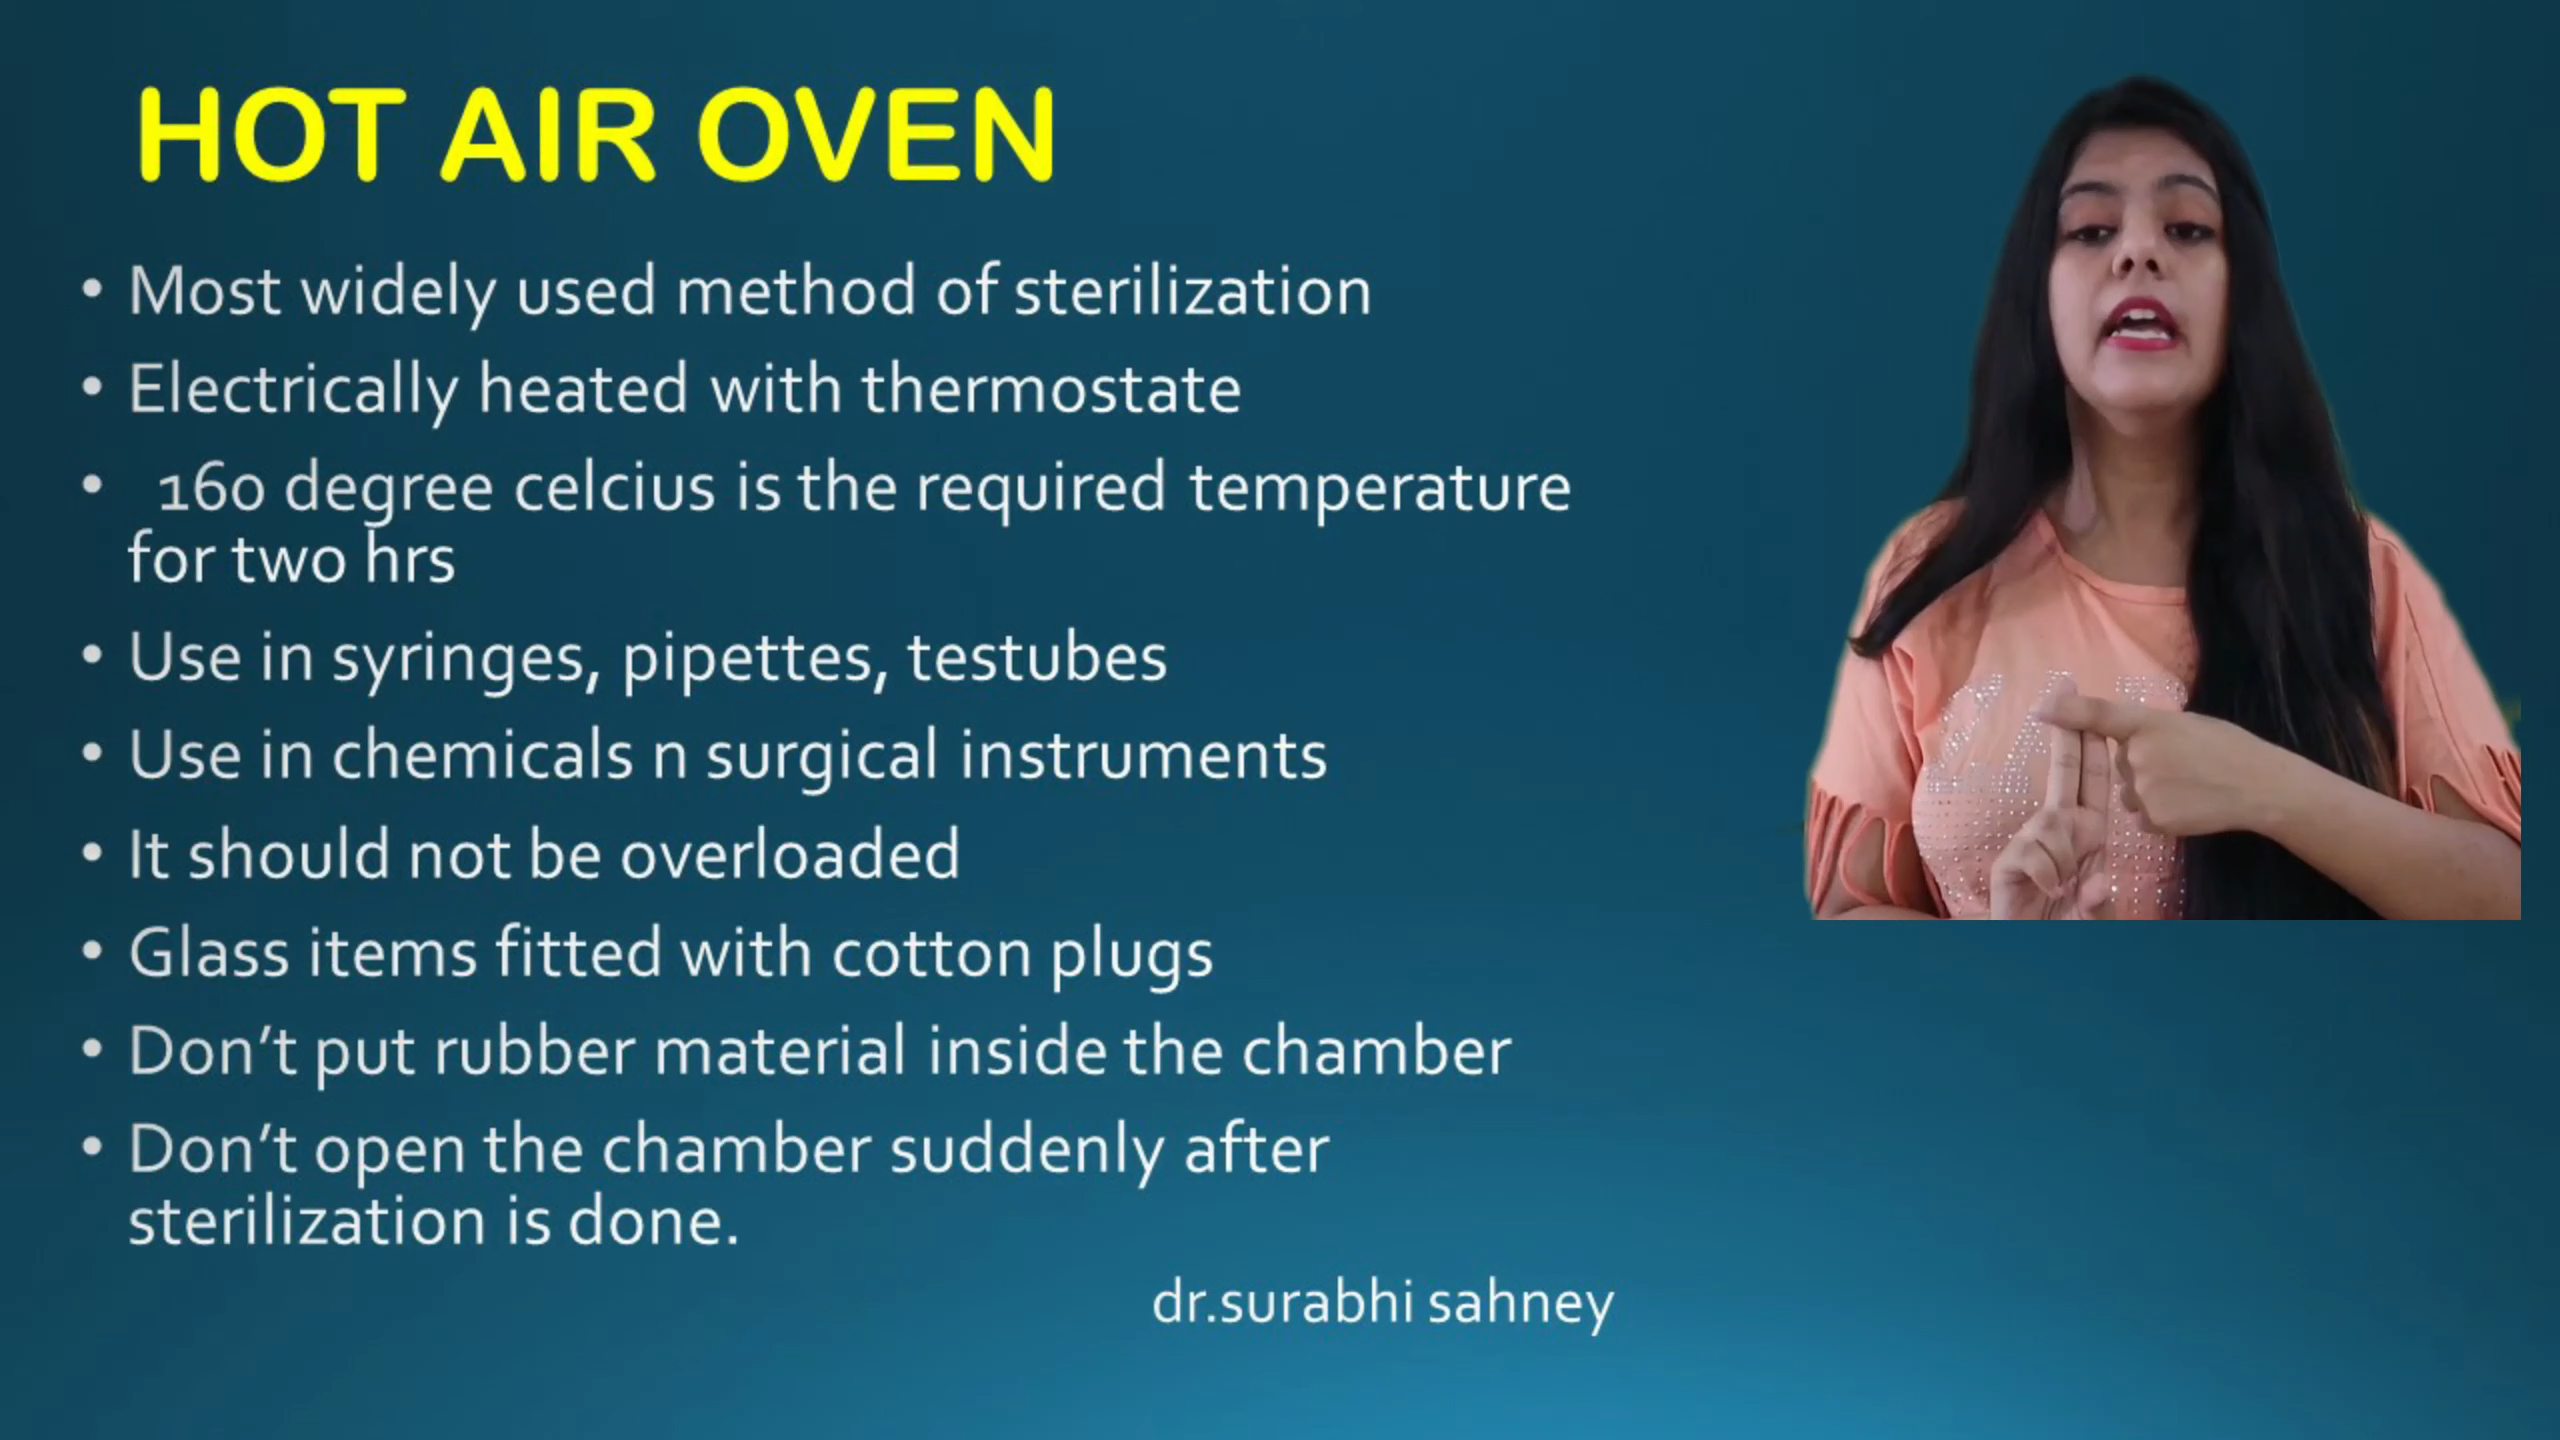 HOT AIR OVEN
• Most widely used method of sterilization
• Electrically heated with thermostate
• 160 degree celcius is the required temperature
for two hrs
• Use in syringes, pipettes, testubes
• Use in chemicals n surgical instruments
• It should not be overloaded
• Glass items fitted with cotton plugs
• Don’t put rubber material inside the chamber
• Don’t open the chamber suddenly after
sterilization is done.
dr.surabhi sahney